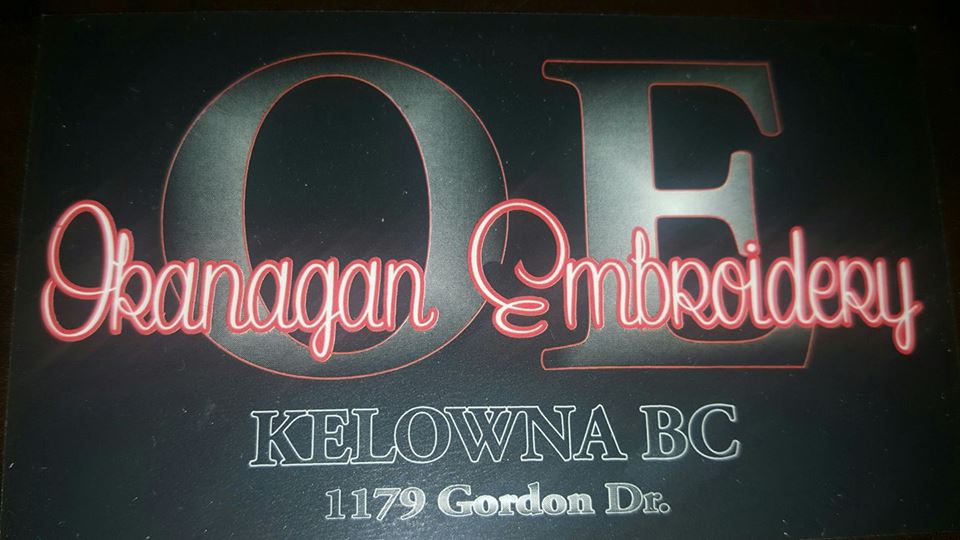 OE
Okanagan Embroidery
KELOWNA BC
1179 Gordon Dr.